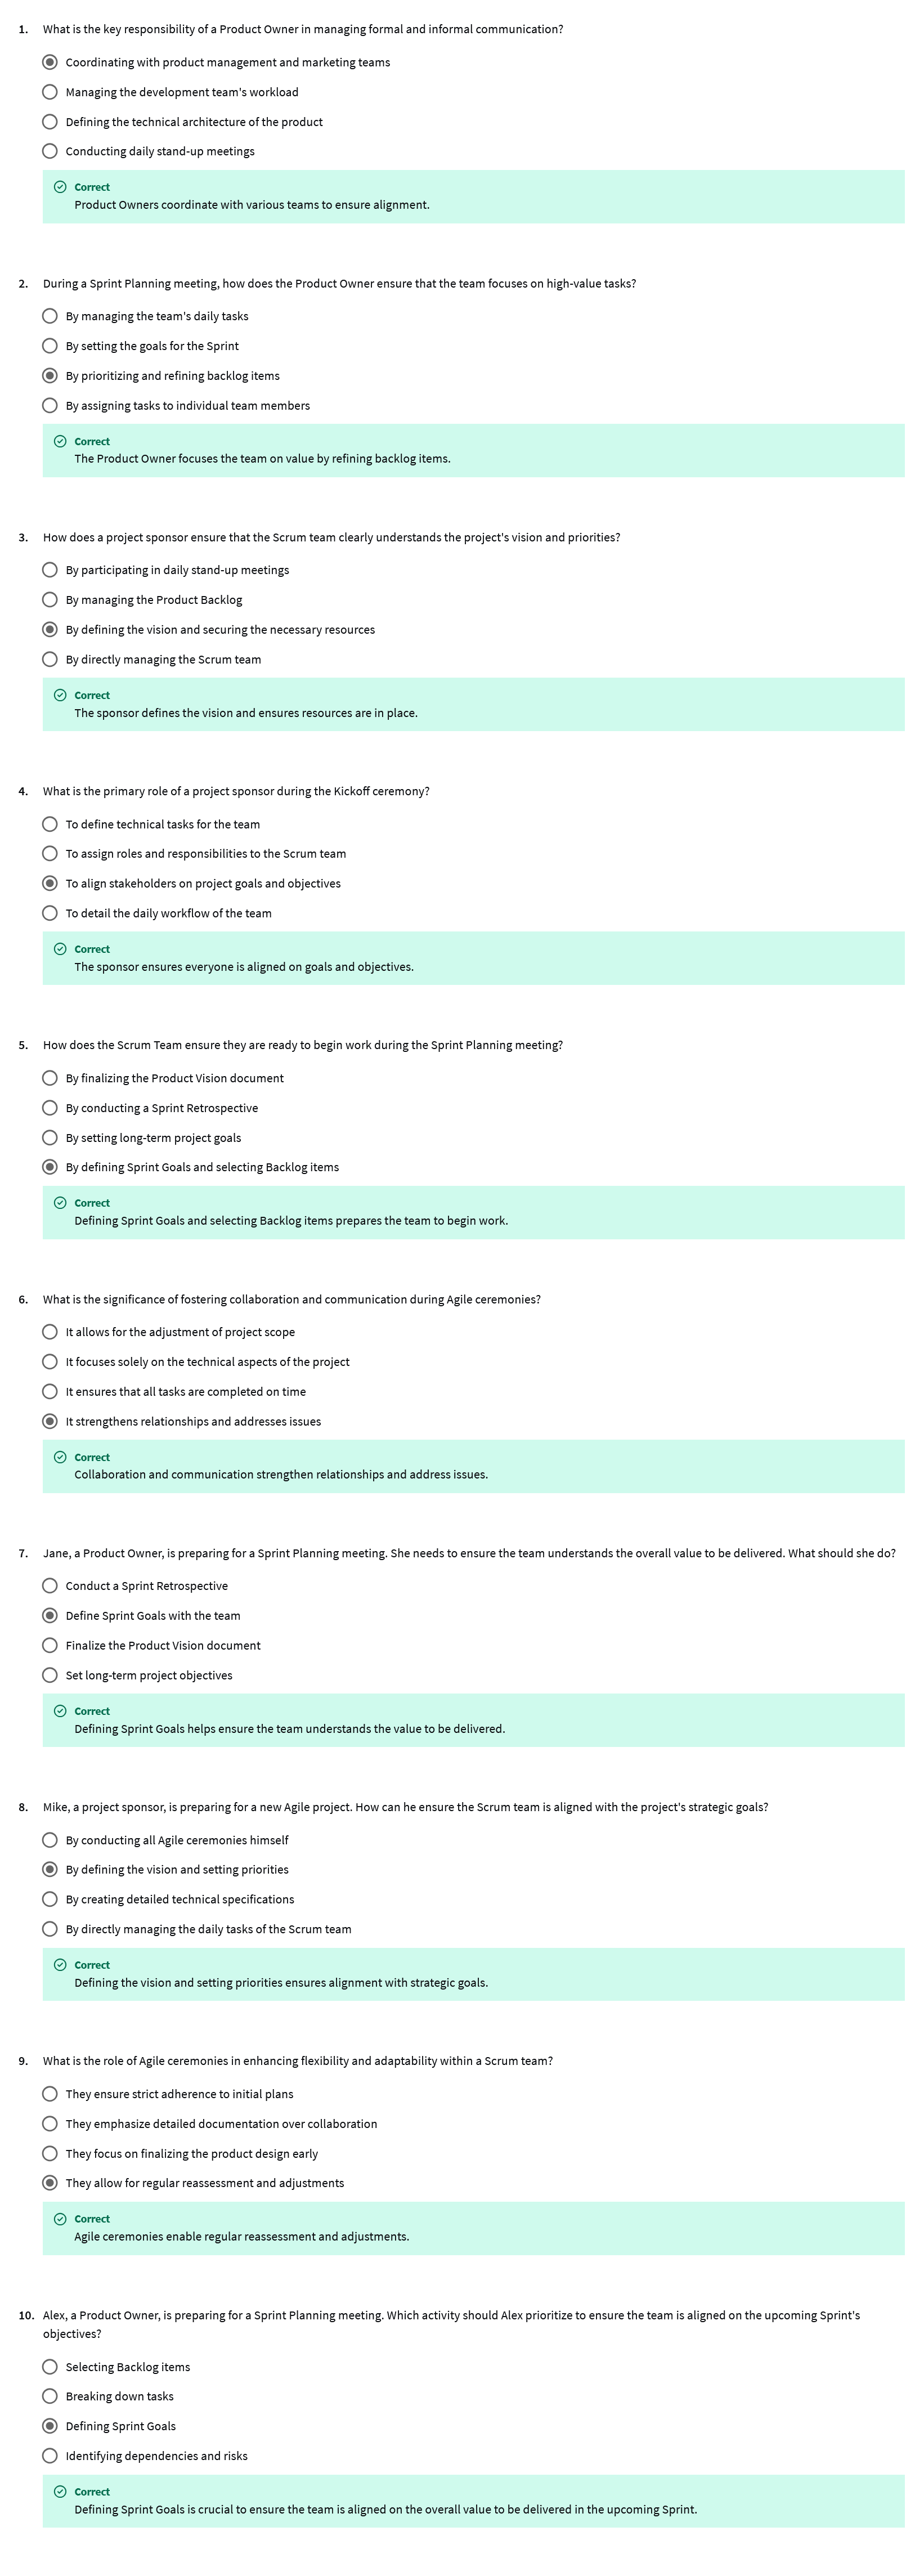 1. What is the key responsibility of a Product Owner in managing formal and informal communication?
Coordinating with product management and marketing teams
Managing the development team's workload
Defining the technical architecture of the product
Conducting daily stand-up meetings
Correct
Product Owners coordinate with various teams to ensure alignment.
2. During a Sprint Planning meeting, how does the Product Owner ensure that the team focuses on high-value tasks?
By managing the team's daily tasks
By setting the goals for the Sprint
By prioritizing and refining backlog items
By assigning tasks to individual team members
Correct
The Product Owner focuses the team on value by refining backlog items.
3. How does a project sponsor ensure that the Scrum team clearly understands the project's vision and priorities?
By participating in daily stand-up meetings
By managing the Product Backlog
By defining the vision and securing the necessary resources
By directly managing the Scrum team
Correct
The sponsor defines the vision and ensures resources are in place.
4. What is the primary role of a project sponsor during the Kickoff ceremony?
To define technical tasks for the team
To assign roles and responsibilities to the Scrum team
To align stakeholders on project goals and objectives
To detail the daily workflow of the team
Correct
The sponsor ensures everyone is aligned on goals and objectives.
5. How does the Scrum Team ensure they are ready to begin work during the Sprint Planning meeting?
By finalizing the Product Vision document
By conducting a Sprint Retrospective
By setting long-term project goals
By defining Sprint Goals and selecting Backlog items
Correct
Defining Sprint Goals and selecting Backlog items prepares the team to begin work.
6. What is the significance of fostering collaboration and communication during Agile ceremonies?
It allows for the adjustment of project scope
It focuses solely on the technical aspects of the project
It ensures that all tasks are completed on time
It strengthens relationships and addresses issues
Correct
Collaboration and communication strengthen relationships and address issues.
7. Jane, a Product Owner, is preparing for a Sprint Planning meeting. She needs to ensure the team understands the overall value to be delivered. What should she do?
Conduct a Sprint Retrospective
Define Sprint Goals with the team
Finalize the Product Vision document
Set long-term project objectives
Correct
Defining Sprint Goals helps ensure the team understands the value to be delivered.
8. Mike, a project sponsor, is preparing for a new Agile project. How can he ensure the Scrum team is aligned with the project's strategic goals?
By conducting all Agile ceremonies himself
By defining the vision and setting priorities
By creating detailed technical specifications
By directly managing the daily tasks of the Scrum team
Correct
Defining the vision and setting priorities ensures alignment with strategic goals.
9. What is the role of Agile ceremonies in enhancing flexibility and adaptability within a Scrum team?
They ensure strict adherence to initial plans
They emphasize detailed documentation over collaboration
They focus on finalizing the product design early
They allow for regular reassessment and adjustments
Correct
Agile ceremonies enable regular reassessment and adjustments.
10. Alex, a Product Owner, is preparing for a Sprint Planning meeting. Which activity should Alex prioritize to ensure the team is aligned on the upcoming Sprint's
objectives?
Selecting Backlog items
Breaking down tasks
Defining Sprint Goals
Identifying dependencies and risks
Correct
Defining Sprint Goals is crucial to ensure the team is aligned on the overall value to be delivered in the upcoming Sprint.